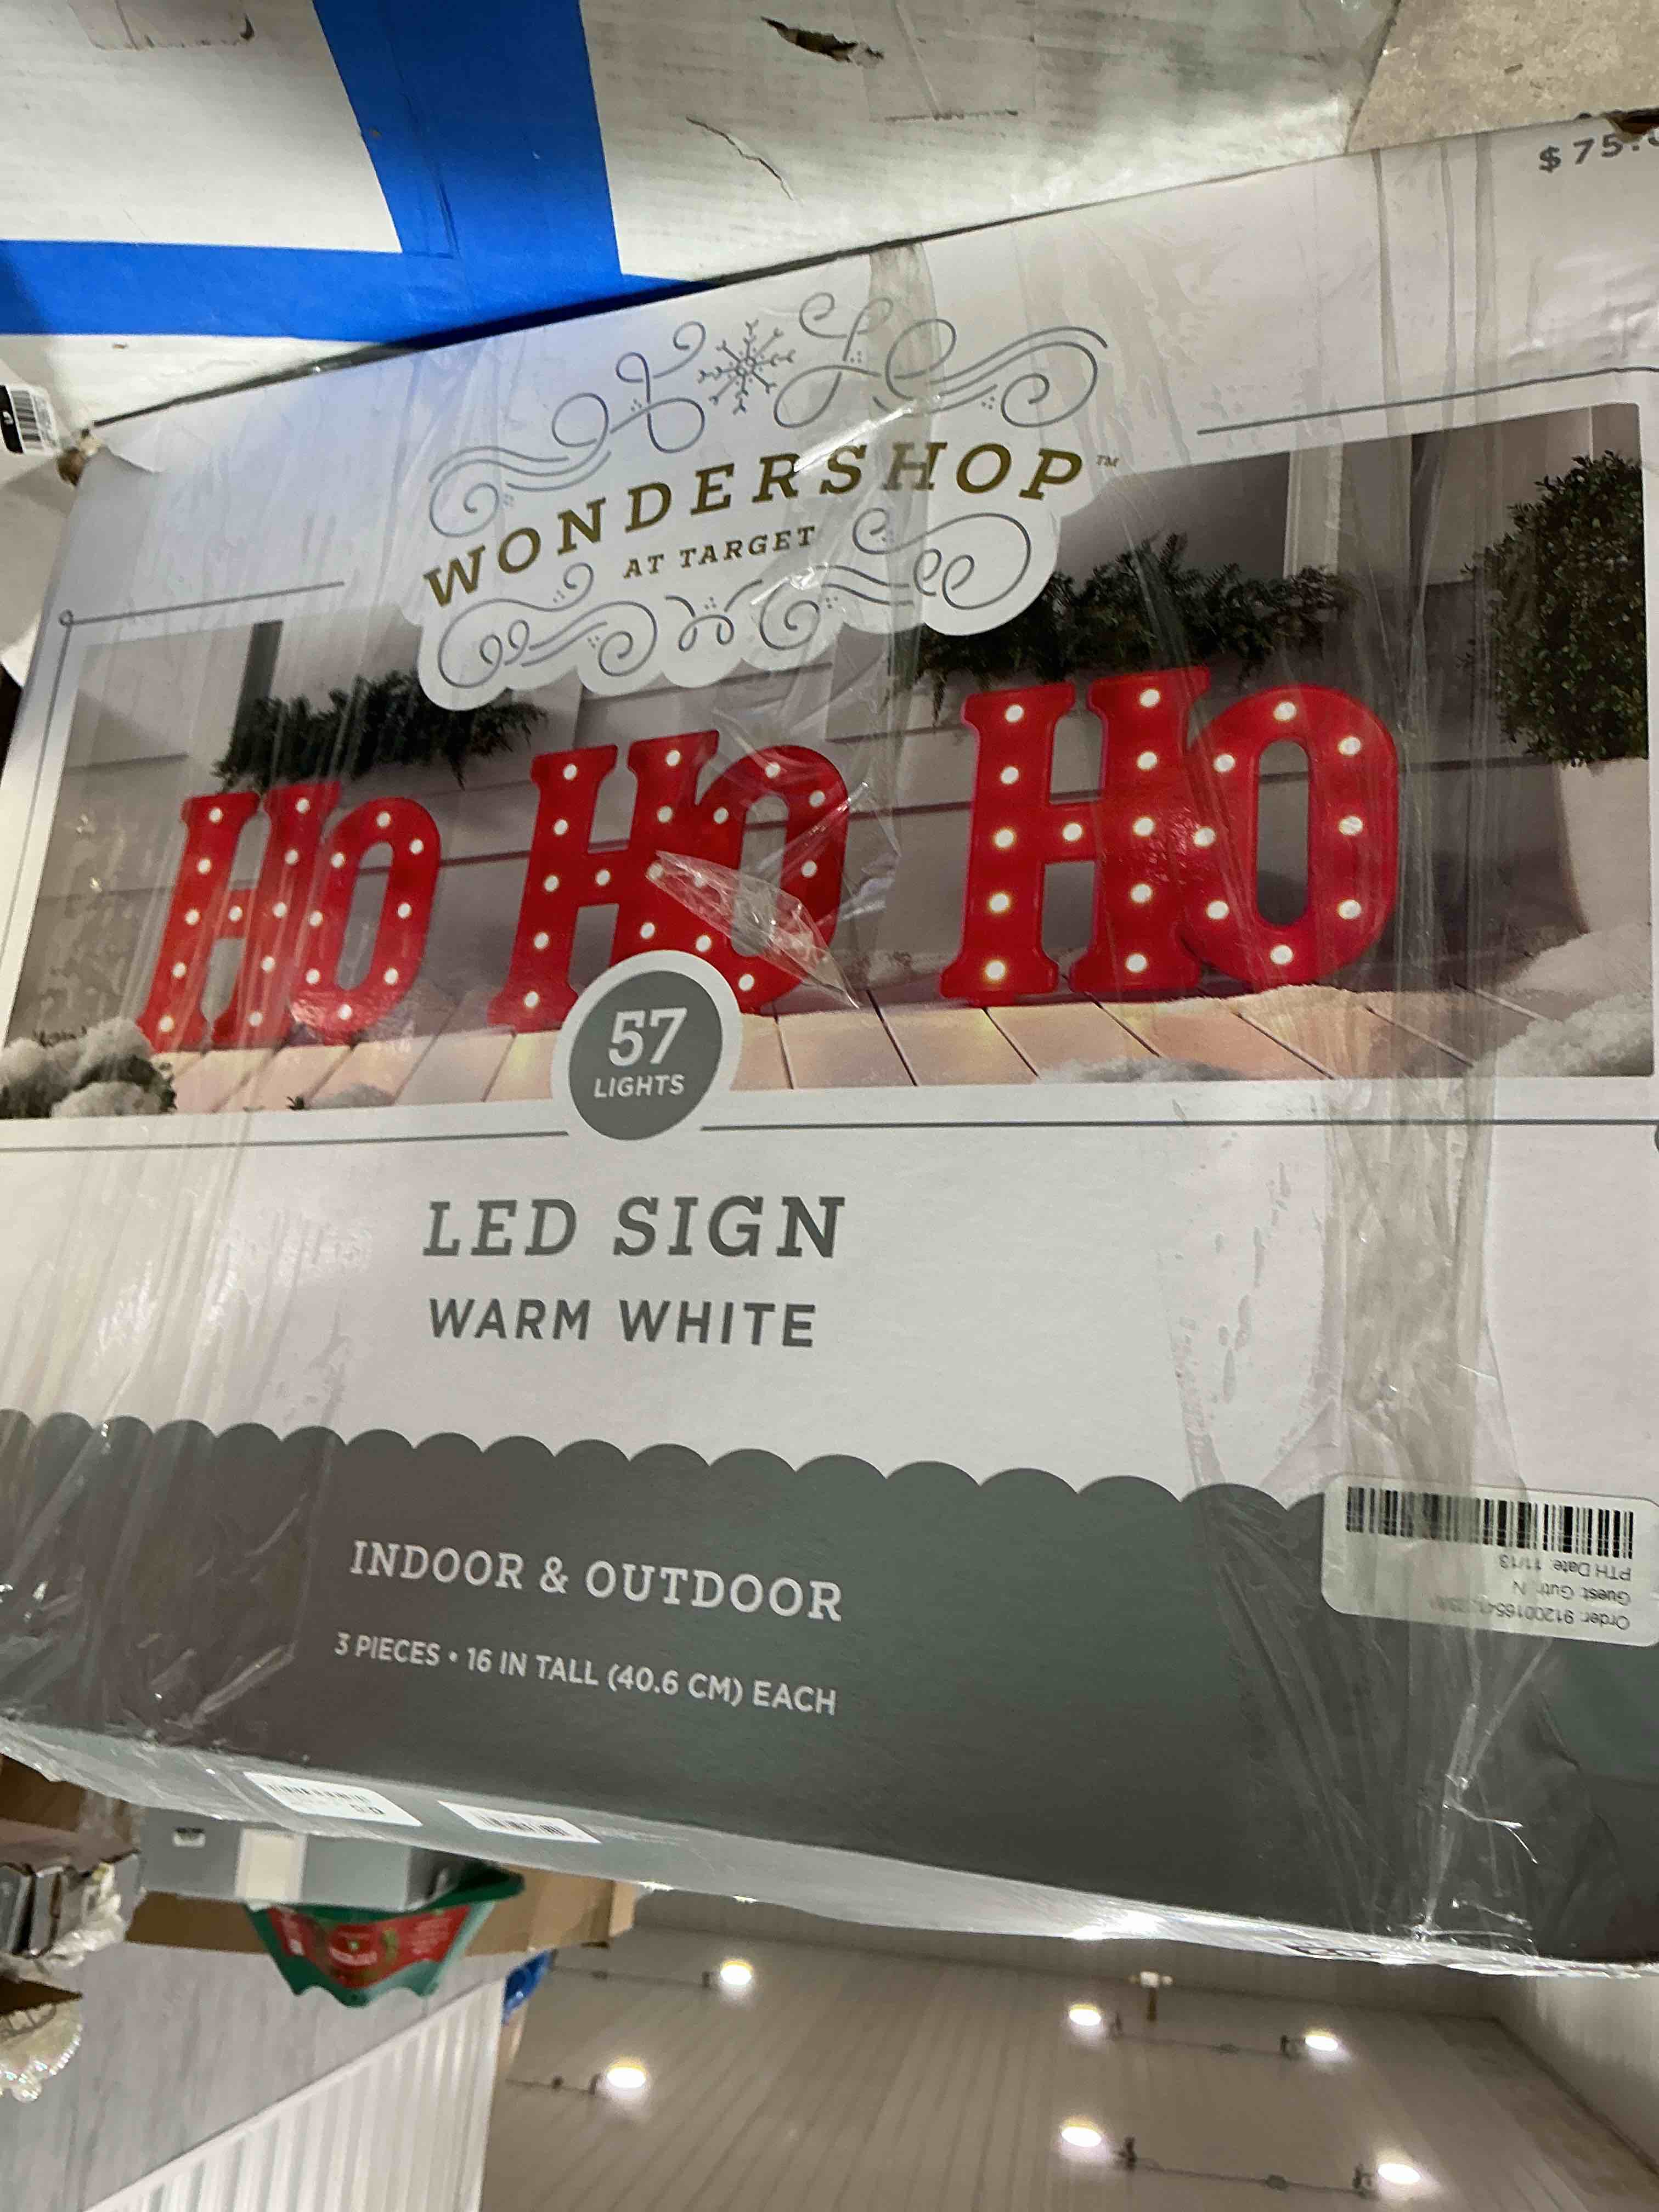 $75.
WONDERSHOP™
AT TARGET
HO HO HO
57
LIGHTS
LED SIGN
WARM WHITE
INDOOR & OUTDOOR
3 PIECES • 16 IN TALL (40.6 CM) EACH
Order:
Guest: Guth, N
PTH Date: 11/13